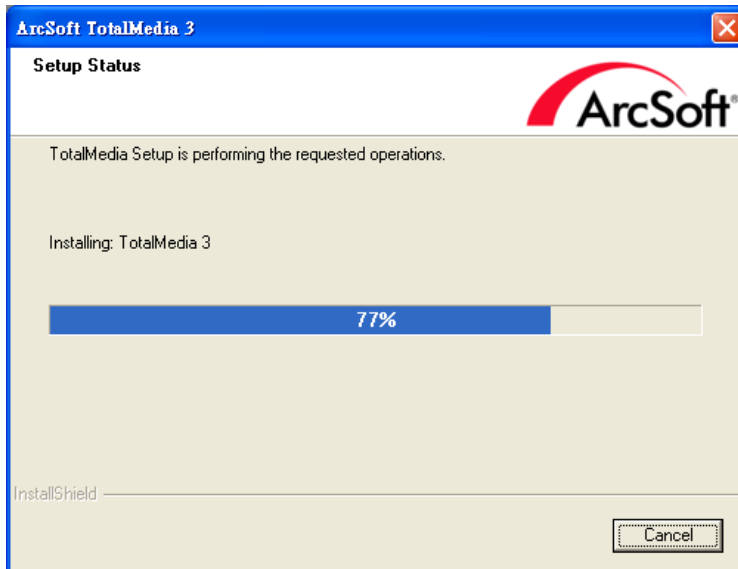 ArcSoft TotalMedia 3
Setup Status
ArcSoft®
TotalMedia Setup is performing the requested operations.
Installing: TotalMedia 3
77%
InstallShield
Cancel